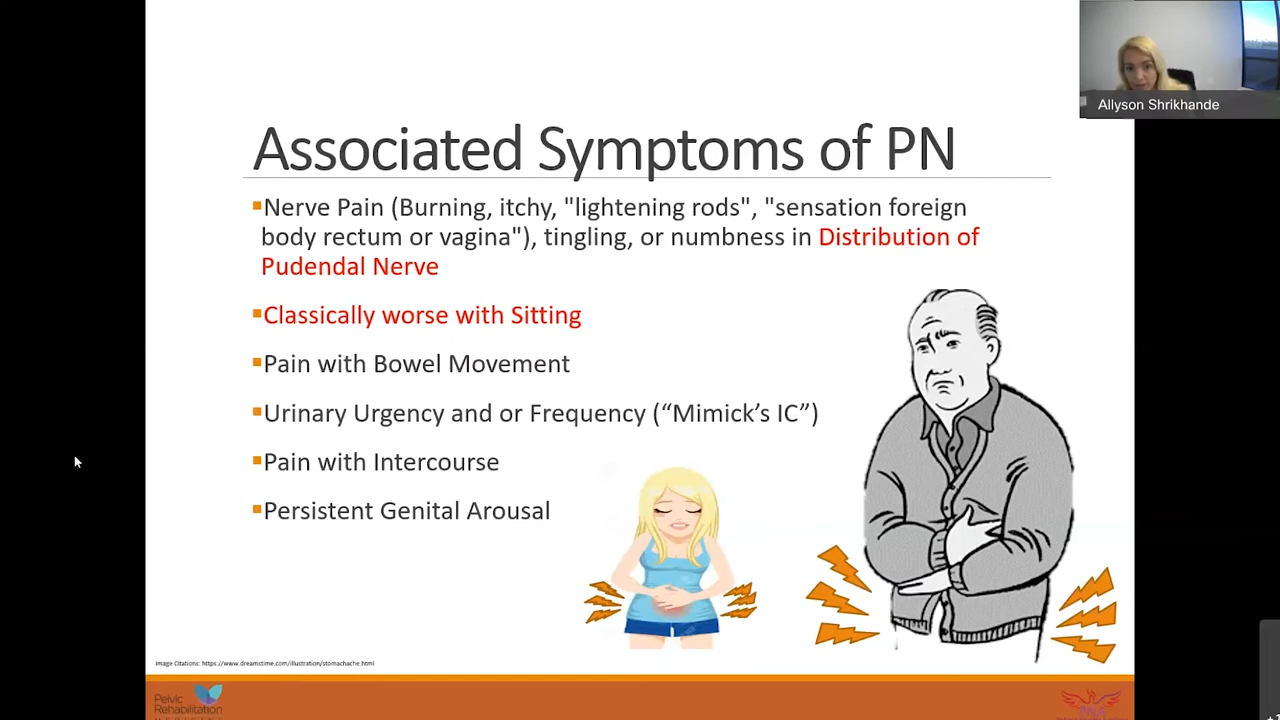 Allyson Shrikhande
Associated Symptoms of PN
▪Nerve Pain (Burning, itchy, "lightening rods", "sensation foreign
body rectum or vagina"), tingling, or numbness in Distribution of
Pudendal Nerve
▪Classically worse with Sitting
▪Pain with Bowel Movement
▪Urinary Urgency and or Frequency (“Mimick’s IC”)
▪Pain with Intercourse
▪Persistent Genital Arousal
Image Citations: https://www.dreamstime.com/illustration/stomachache.html
Pelvic
Rehabilitation
PNA